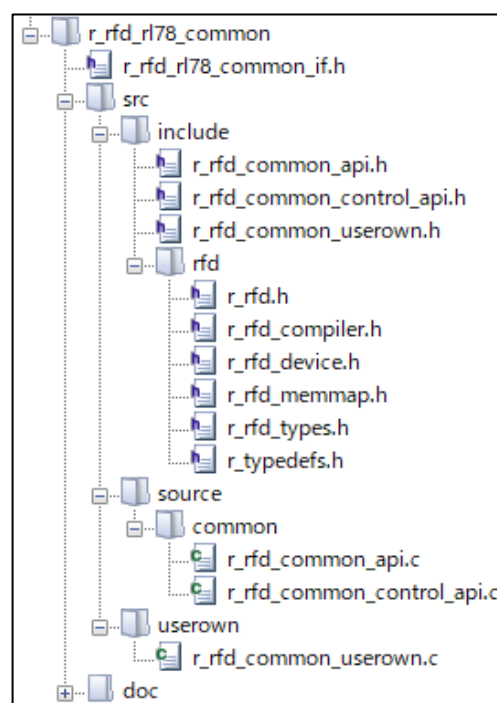 r_rfd_rl78_common
r_rfd_rl78_common_if.h
src
include
r_rfd_common_api.h
r_rfd_common_control_api.h
r_rfd_common_userown.h
rfd
r_rfd.h
r_rfd_compiler.h
r_rfd_device.h
r_rfd_memmap.h
r_rfd_types.h
r_typedefs.h
source
common
r_rfd_common_api.c
r_rfd_common_control_api.c
userown
r_rfd_common_userown.c
doc